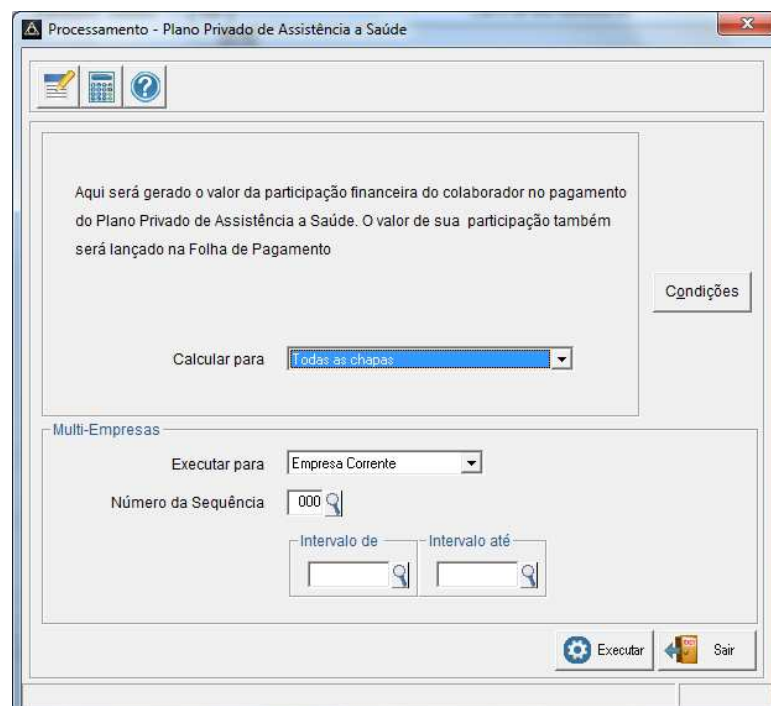 Processamento - Plano Privado de Assistência a Saúde
Aqui será gerado o valor da participação financeira do colaborador no pagamento
do Plano Privado de Assistência a Saúde. O valor de sua participação também
será lançado na Folha de Pagamento
Condições
Calcular para Todas as chapas
Multi-Empresas
Executar para Empresa Corrente
Número da Sequência 000
Intervalo de Intervalo até
Executar Sair